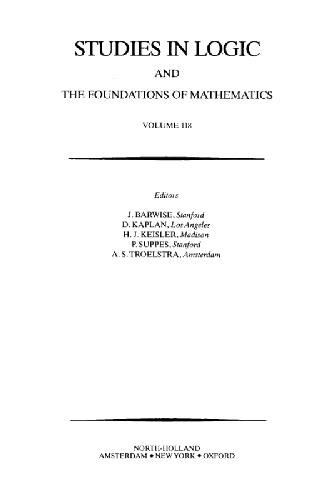 STUDIES IN LOGIC
AND
THE FOUNDATIONS OF MATHEMATICS
VOLUME 118
Editors
J. BARWISE, Stanford
D. KAPLAN, Los Angeles
H. J. KEISLER, Madison
P. SUPPES, Stanford
A. S. TROELSTRA, Amsterdam
NORTH-HOLLAND
AMSTERDAM • NEW YORK • OXFORD